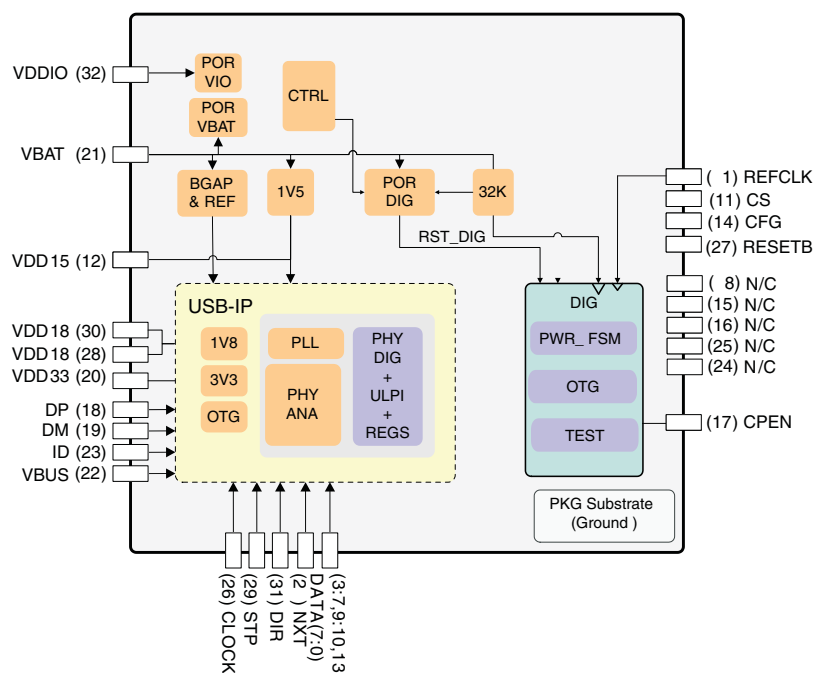 VDDIO (32)
POR
VIO
POR
VBAT
CTRL
VBAT (21)
BGAP
& REF
1V5
POR
DIG
32K
RST_DIG
VDD15 (12)
( 1) REFCLK
(11) CS
(14) CFG
(27) RESETB
( 8) N/C
(15) N/C
(16) N/C
(25) N/C
(24) N/C
(17) CPEN
USB-IP
1V8
3V3
OTG
PLL
PHY
ANA
PHY
DIG
+
ULPI
+
REGS
DIG
PWR_ FSM
OTG
TEST
VDD18 (30)
VDD18 (28)
VDD33 (20)
DP (18)
DM (19)
ID (23)
VBUS (22)
PKG Substrate
(Ground )
(26) CLOCK
(29) STP
(31) DIR
(2 ) NXT
DATA(7:0)
(3:7,9:10,13